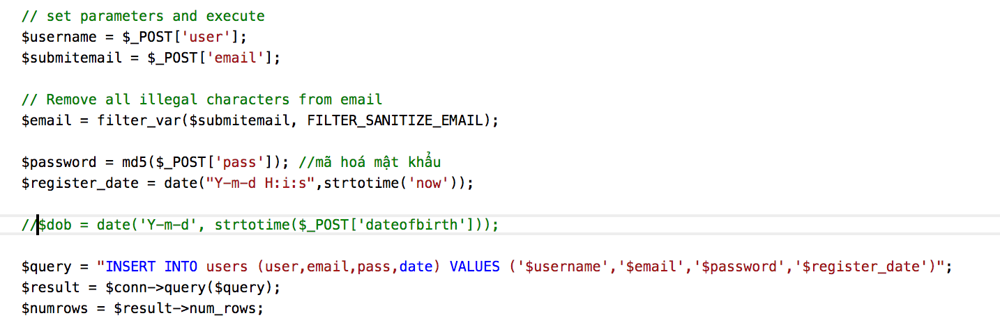 // set parameters and execute
$username = $_POST['user'];
$submitemail = $_POST['email'];
// Remove all illegal characters from email
$email = filter_var($submitemail, FILTER_SANITIZE_EMAIL);
$password = md5($_POST['pass']); //mã hoá mật khẩu
$register_date = date("Y-m-d H:i:s",strtotime('now'));
//$dob = date('Y-m-d', strtotime($_POST['dateofbirth']));
$query = "INSERT INTO users (user,email,pass,date) VALUES ('$username','$email','$password','$register_date')";
$result = $conn->query($query);
$numrows = $result->num_rows;